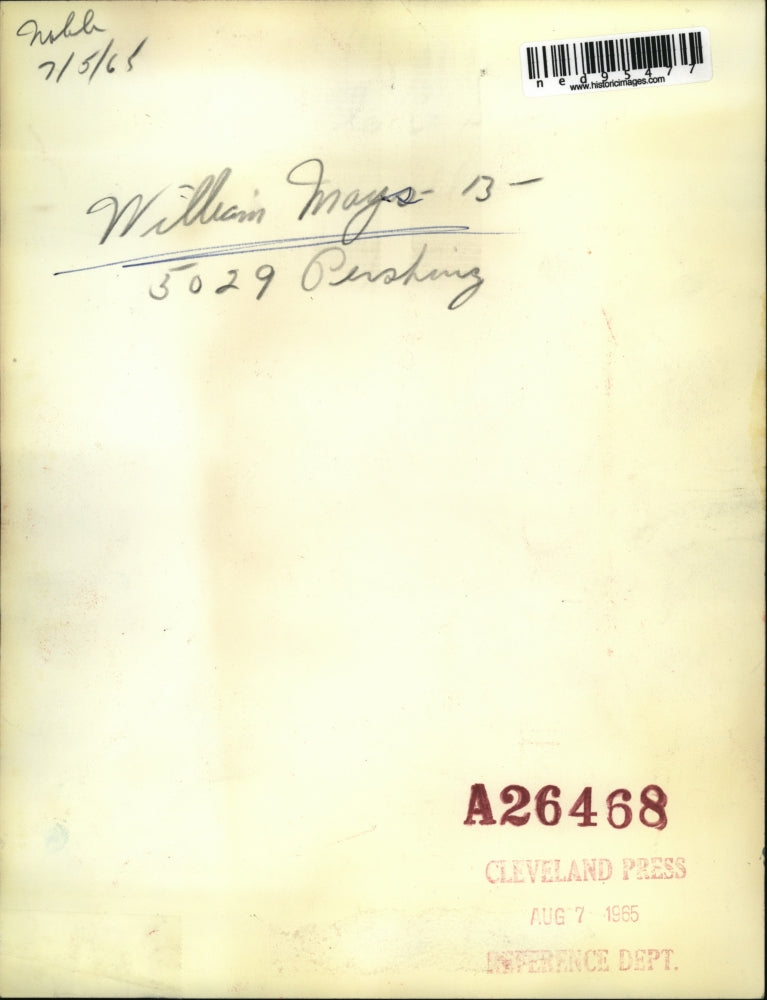 Noble
7/5/65
ned95477
www.historicimages.com
William Mays - 13 -
5029 Pershing
A26468
CLEVELAND PRESS
AUG 7 1965
REFERENCE DEPT.